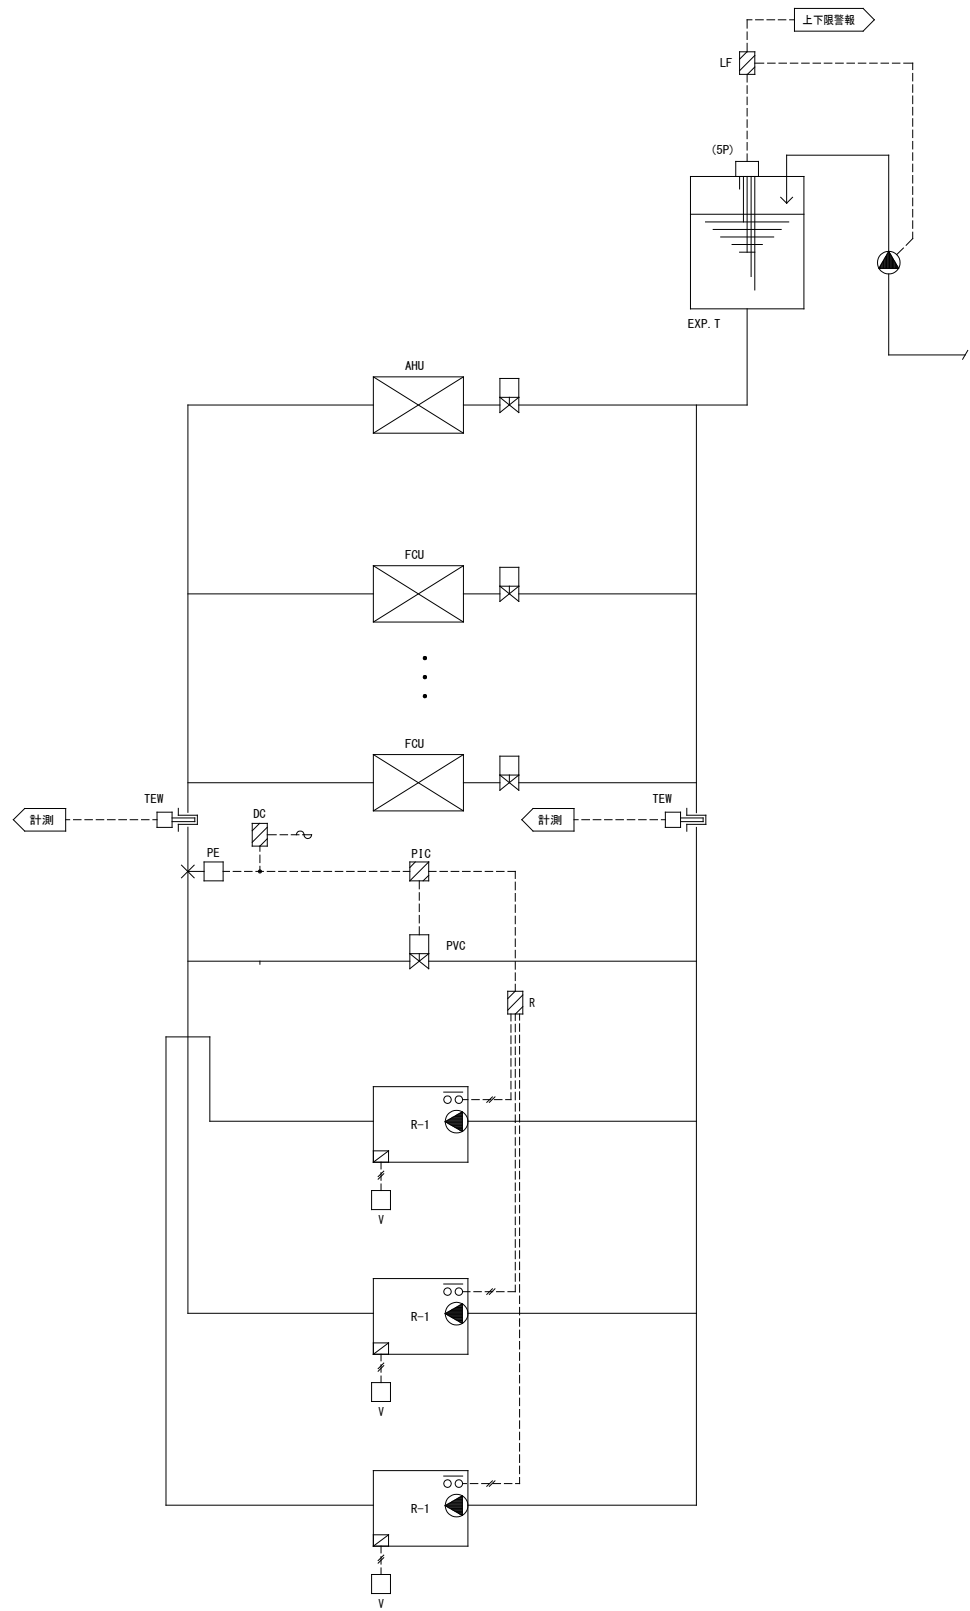 上下限警報
LF
(5P)
EXP.T
AHU
FCU
FCU
TEW
TEW
計測
計測
DC
PE
PIC
PVC
R
R-1
V
R-1
V
R-1
V